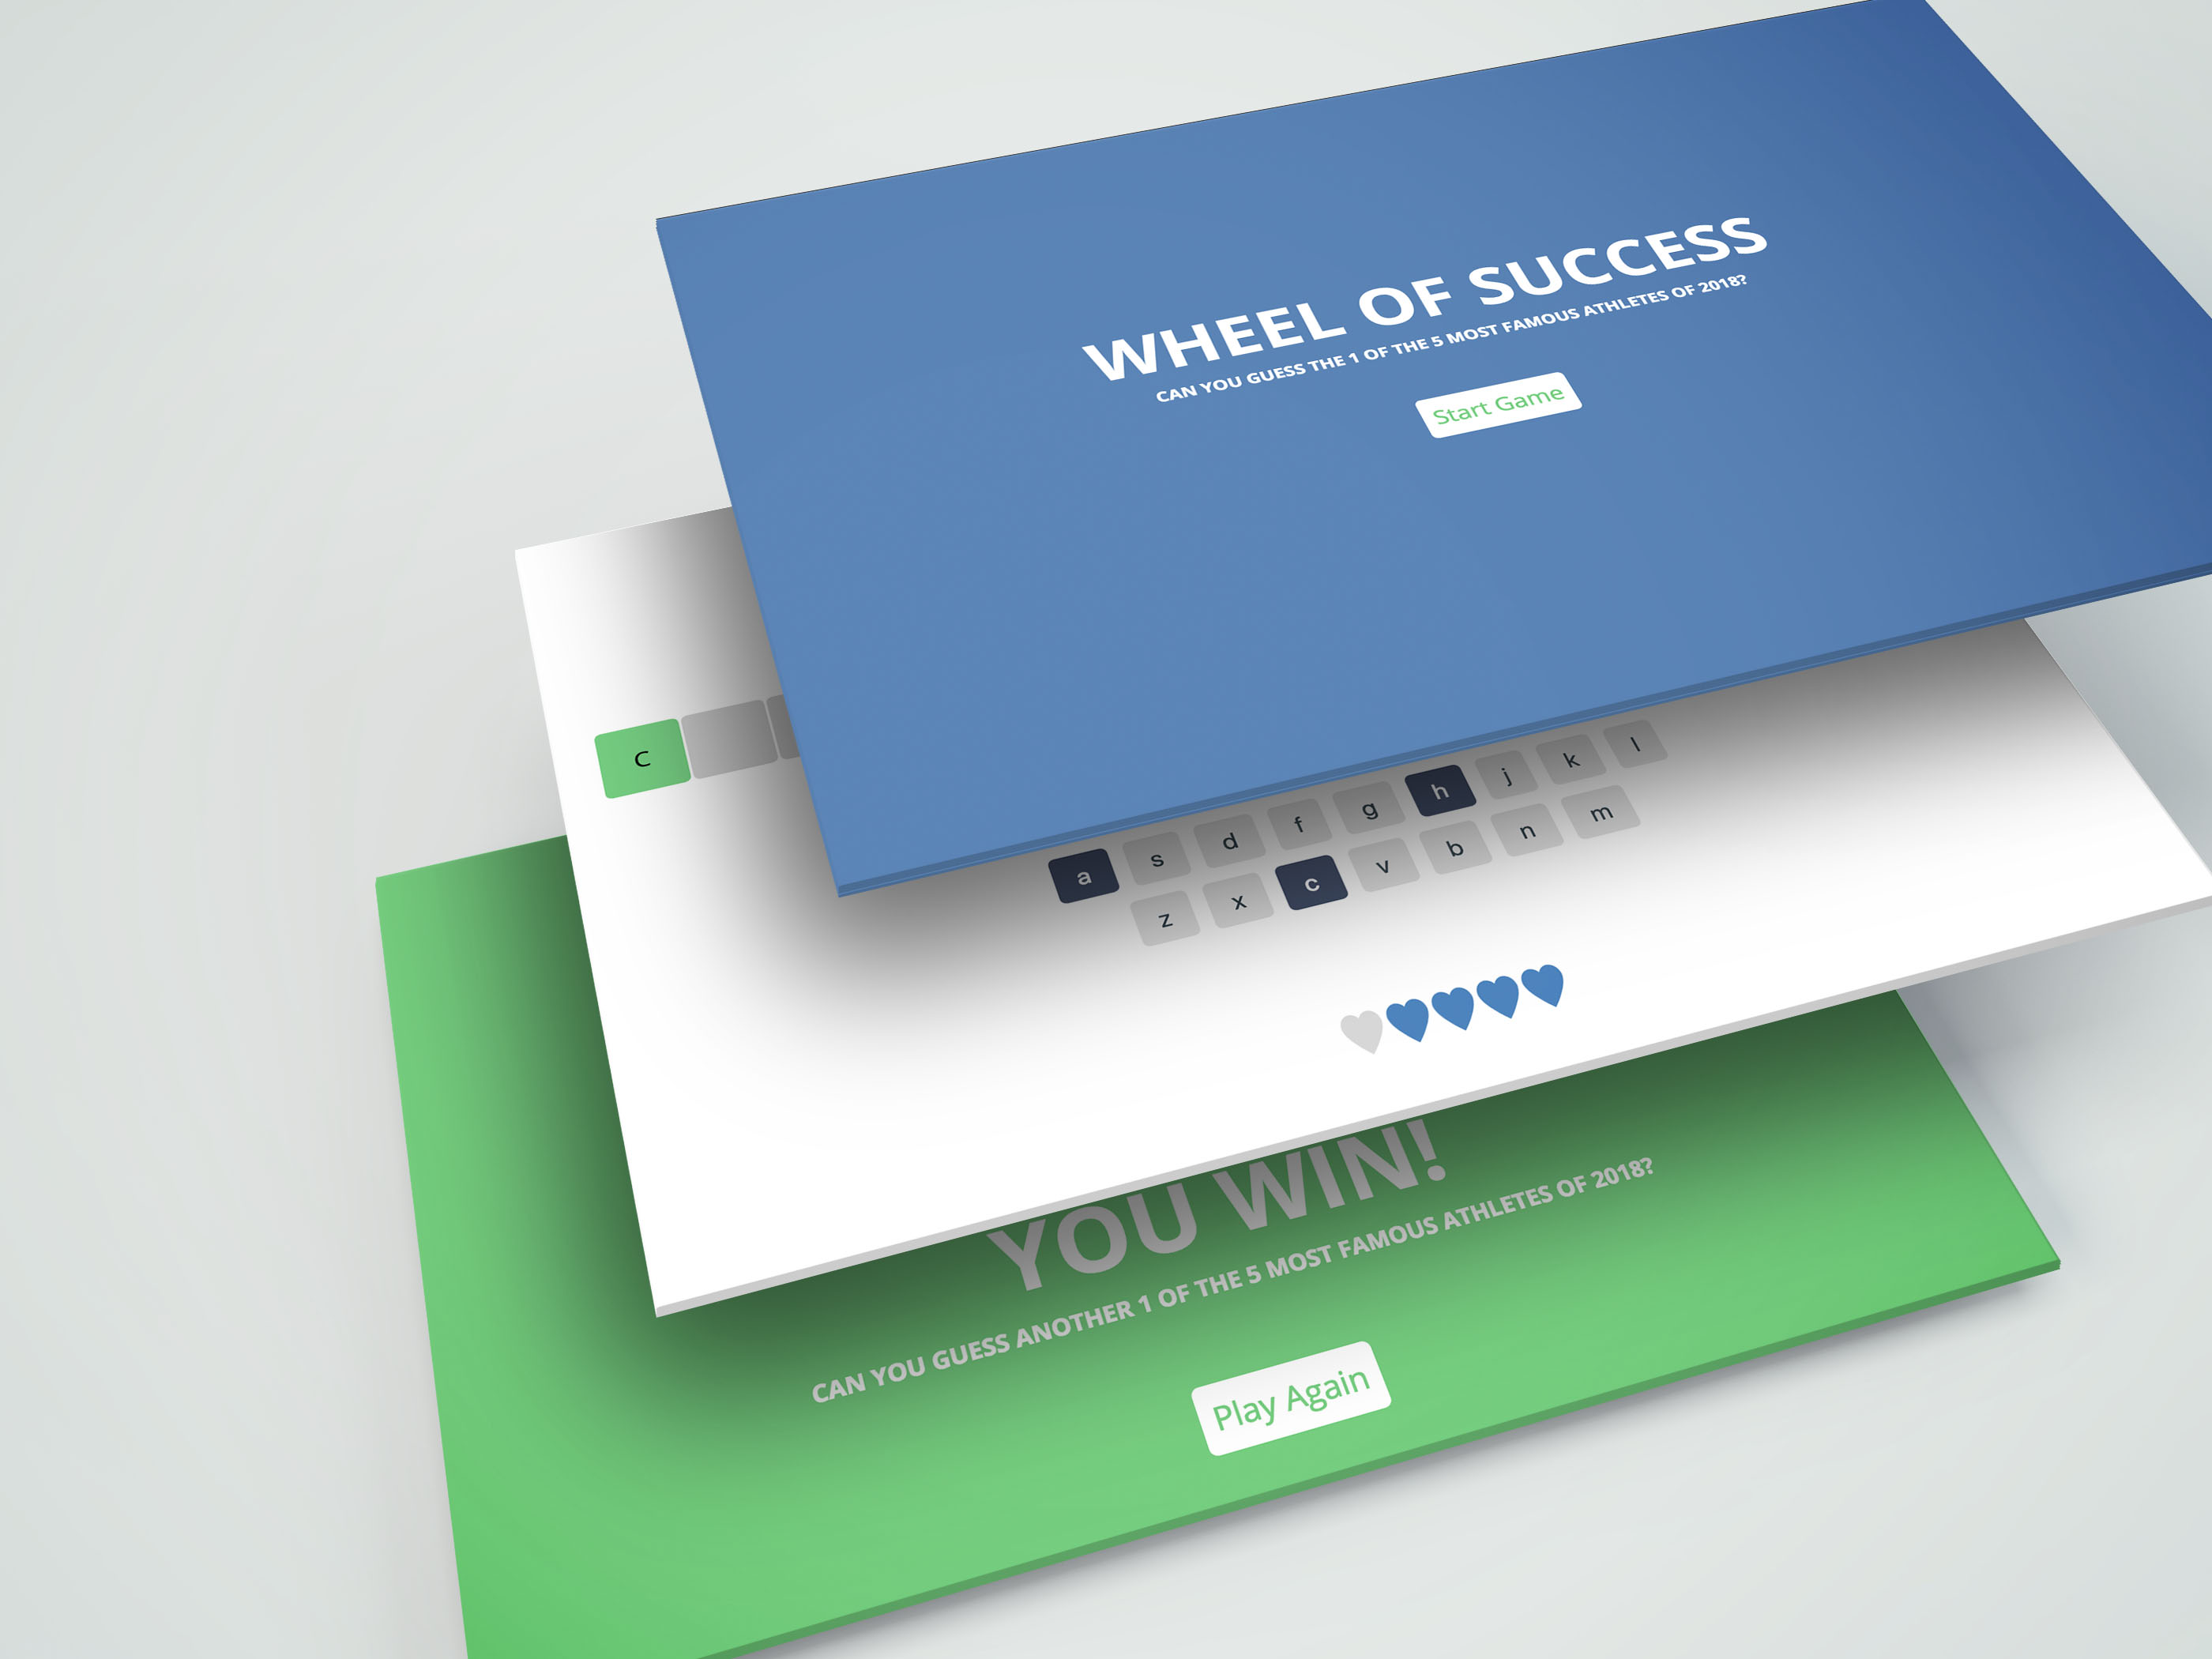 WHEEL OF SUCCESS
CAN YOU GUESS THE 1 OF THE 5 MOST FAMOUS ATHLETES OF 2018?
Start Game
C
a s d f g h j k l
z x c v b n m
YOU WIN!
CAN YOU GUESS ANOTHER 1 OF THE 5 MOST FAMOUS ATHLETES OF 2018?
Play Again